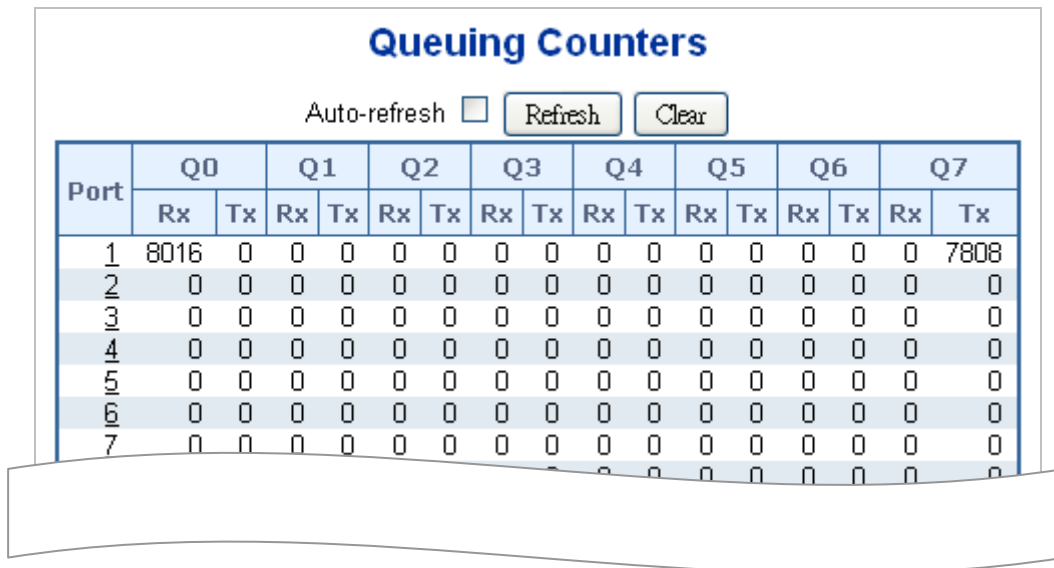 Queuing Counters
Auto-refresh Refresh Clear
Port Q0 Q1 Q2 Q3 Q4 Q5 Q6 Q7
Rx Tx Rx Tx Rx Tx Rx Tx Rx Tx Rx Tx Rx Tx Rx Tx
1 8016 0 0 0 0 0 0 0 0 0 0 0 0 0 0 7808
2 0 0 0 0 0 0 0 0 0 0 0 0 0 0 0 0
3 0 0 0 0 0 0 0 0 0 0 0 0 0 0 0 0
4 0 0 0 0 0 0 0 0 0 0 0 0 0 0 0 0
5 0 0 0 0 0 0 0 0 0 0 0 0 0 0 0 0
6 0 0 0 0 0 0 0 0 0 0 0 0 0 0 0 0
7 0 0 0 0 0 0 0 0 0 0 0 0 0 0 0 0